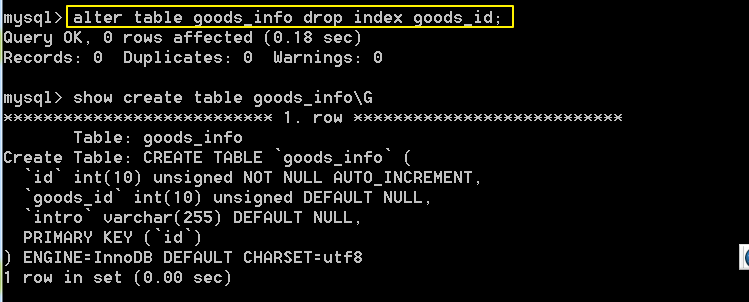 mysql> alter table goods_info drop index goods_id;
Query OK, 0 rows affected (0.18 sec)
Records: 0  Duplicates: 0  Warnings: 0
mysql> show create table goods_info\G
*************************** 1. row ***************************
       Table: goods_info
Create Table: CREATE TABLE `goods_info` (
  `id` int(10) unsigned NOT NULL AUTO_INCREMENT,
  `goods_id` int(10) unsigned DEFAULT NULL,
  `intro` varchar(255) DEFAULT NULL,
  PRIMARY KEY (`id`)
) ENGINE=InnoDB DEFAULT CHARSET=utf8
1 row in set (0.00 sec)